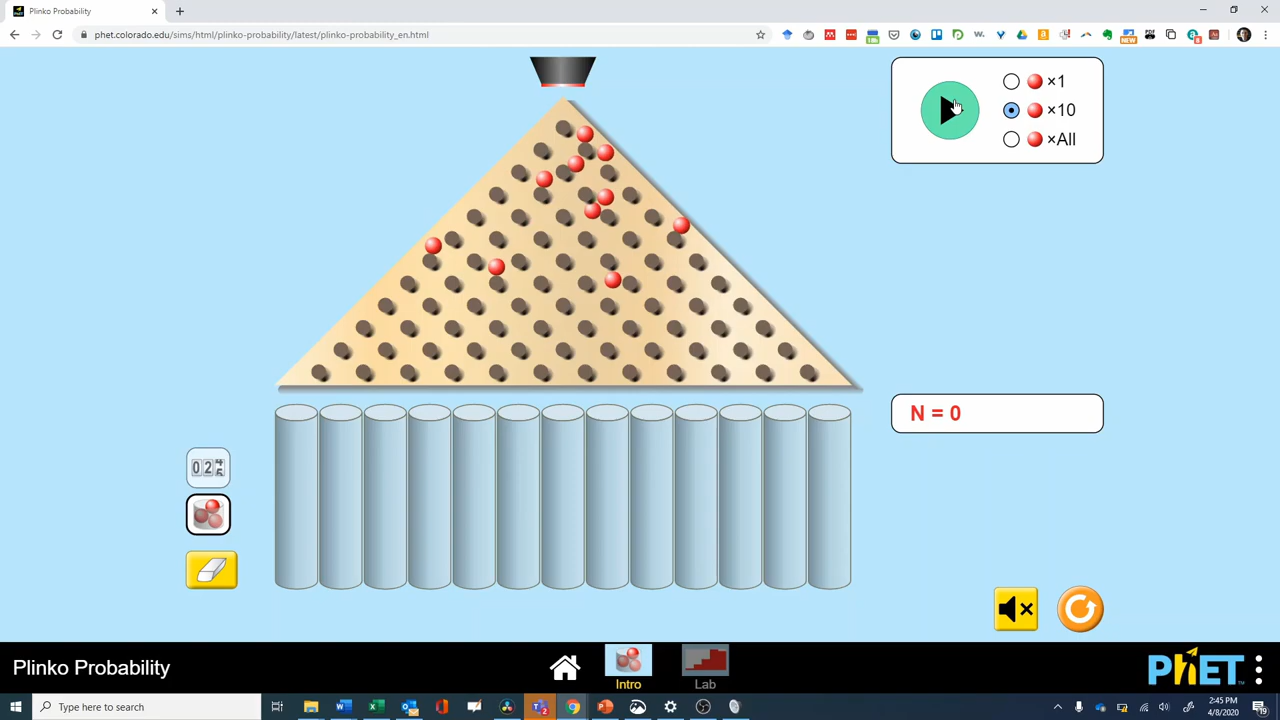 Plinko Probability
phet.colorado.edu/sims/html/plinko-probability/latest/plinko-probability_en.html
×1
×10
×All
N = 0
Plinko Probability
Intro
Lab
PhET
Type here to search
2:45 PM
4/8/2020